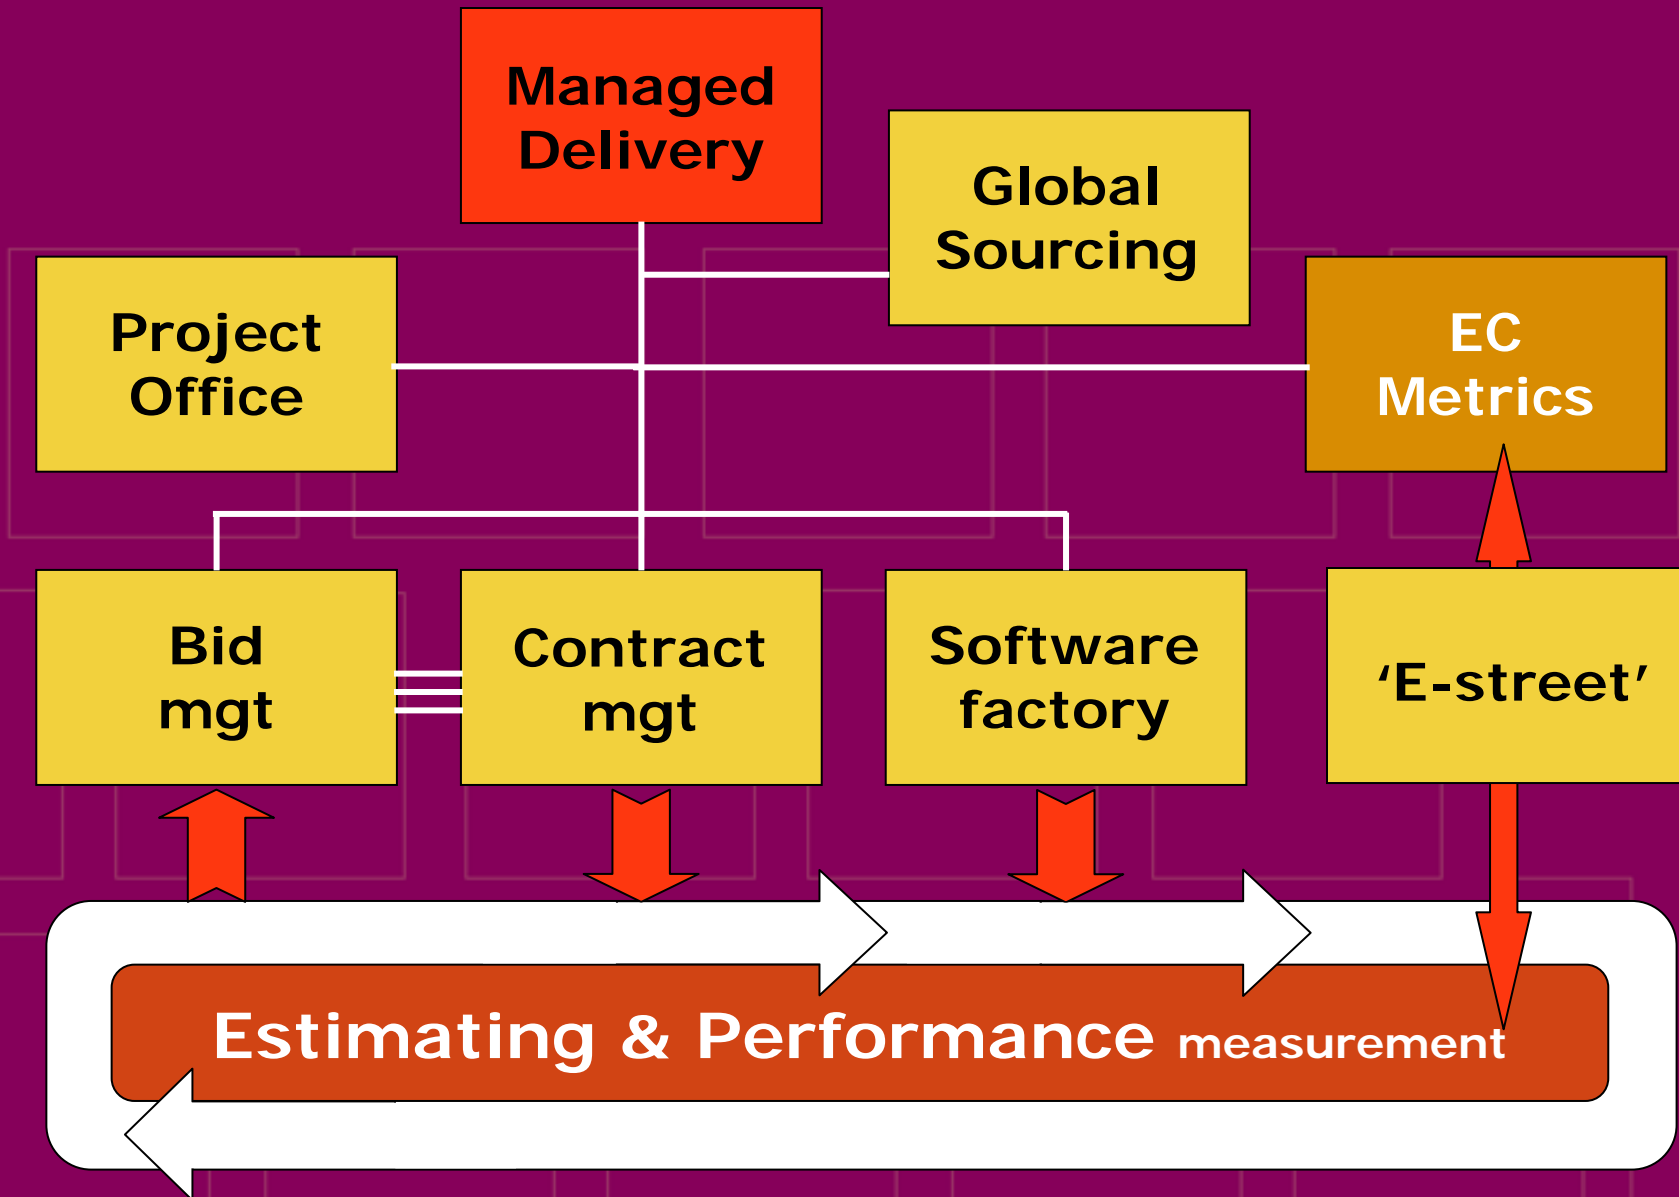 Managed
Delivery
Global
Sourcing
Project
Office
EC
Metrics
Bid
mgt
Contract
mgt
Software
factory
‘E-street’
Estimating & Performance measurement